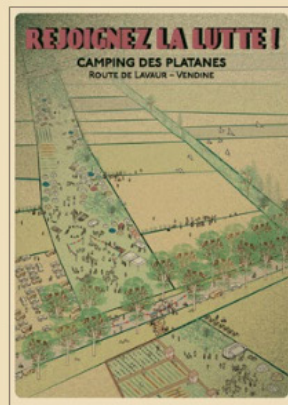 REJOIGNEZ LA LUTTE !
CAMPING DES PLATANES
ROUTE DE LAVAUR – VENDINE